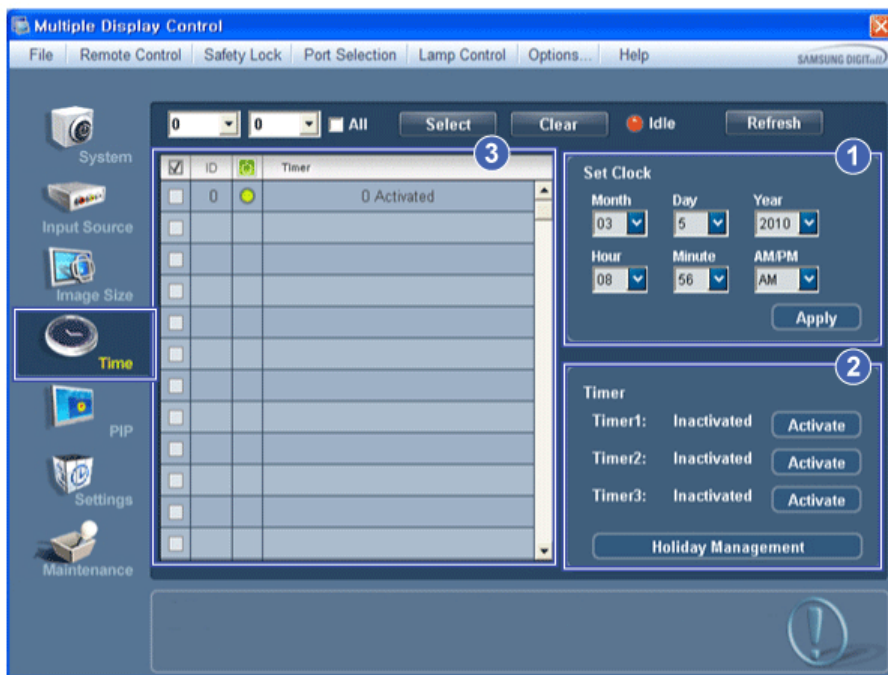 Multiple Display Control
File Remote Control Safety Lock Port Selection Lamp Control Options... Help SAMSUNG DIGIT...
0 0 All Select Clear Idle Refresh
System
Input Source
Image Size
Time
PIP
Settings
Maintenance
3
ID Timer
0 0 Activated
1
Set Clock
Month Day Year
03 5 2010
Hour Minute AM/PM
08 56 AM
Apply
2
Timer
Timer1: Inactivated Activate
Timer2: Inactivated Activate
Timer3: Inactivated Activate
Holiday Management